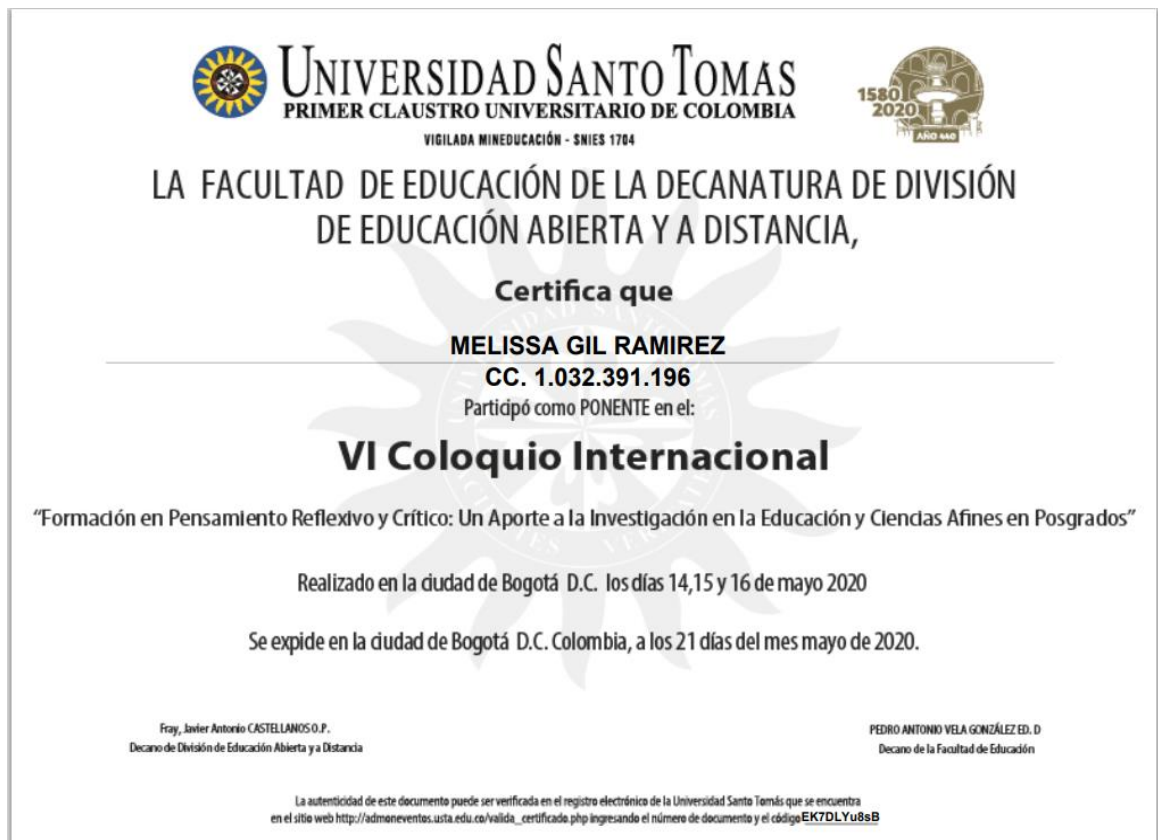 UNIVERSIDAD SANTO TOMÁS
PRIMER CLAUSTRO UNIVERSITARIO DE COLOMBIA
VIGILADA MINEDUCACIÓN - SNIES 1704
1580
2020
AÑO 440
LA FACULTAD DE EDUCACIÓN DE LA DECANATURA DE DIVISIÓN
DE EDUCACIÓN ABIERTA Y A DISTANCIA,
Certifica que
MELISSA GIL RAMIREZ
CC. 1.032.391.196
Participó como PONENTE en el:
VI Coloquio Internacional
“Formación en Pensamiento Reflexivo y Crítico: Un Aporte a la Investigación en la Educación y Ciencias Afines en Posgrados”
Realizado en la ciudad de Bogotá D.C. los días 14,15 y 16 de mayo 2020
Se expide en la ciudad de Bogotá D.C. Colombia, a los 21 días del mes mayo de 2020.
Fray, Javier Antonio CASTELLANOS O.P.
Decano de División de Educación Abierta y a Distancia
PEDRO ANTONIO VELA GONZÁLEZ ED. D
Decano de la Facultad de Educación
La autenticidad de este documento puede ser verificada en el registro electrónico de la Universidad Santo Tomás que se encuentra
en el sitio web http://admoneventos.usta.edu.co/valida_certificado.php ingresando el número de documento y el código EK7DLYu8sB